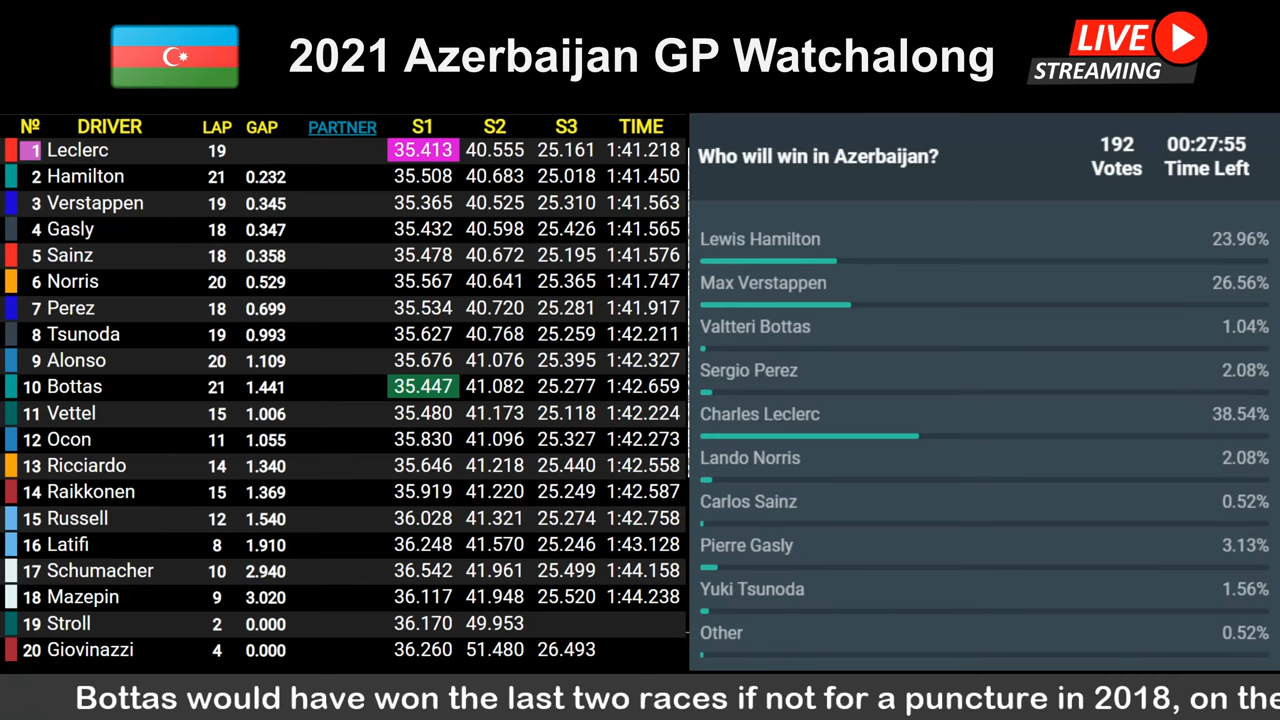 2021 Azerbaijan GP Watchalong
LIVE
STREAMING
Nº DRIVER LAP GAP PARTNER S1 S2 S3 TIME
1 Leclerc 19 35.413 40.555 25.161 1:41.218
2 Hamilton 21 0.232 35.508 40.683 25.018 1:41.450
3 Verstappen 19 0.345 35.365 40.525 25.310 1:41.563
4 Gasly 18 0.347 35.432 40.598 25.426 1:41.565
5 Sainz 18 0.358 35.478 40.672 25.195 1:41.576
6 Norris 20 0.529 35.567 40.641 25.365 1:41.747
7 Perez 18 0.699 35.534 40.720 25.281 1:41.917
8 Tsunoda 19 0.993 35.627 40.768 25.259 1:42.211
9 Alonso 20 1.109 35.676 41.076 25.395 1:42.327
10 Bottas 21 1.441 35.447 41.082 25.277 1:42.659
11 Vettel 15 1.006 35.480 41.173 25.118 1:42.224
12 Ocon 11 1.055 35.830 41.096 25.327 1:42.273
13 Ricciardo 14 1.340 35.646 41.218 25.440 1:42.558
14 Raikkonen 15 1.369 35.919 41.220 25.249 1:42.587
15 Russell 12 1.540 36.028 41.321 25.274 1:42.758
16 Latifi 8 1.910 36.248 41.570 25.246 1:43.128
17 Schumacher 10 2.940 36.542 41.961 25.499 1:44.158
18 Mazepin 9 3.020 36.117 41.948 25.520 1:44.238
19 Stroll 2 0.000 36.170 49.953
20 Giovinazzi 4 0.000 36.260 51.480 26.493
Who will win in Azerbaijan?
192 00:27:55
Votes Time Left
Lewis Hamilton 23.96%
Max Verstappen 26.56%
Valtteri Bottas 1.04%
Sergio Perez 2.08%
Charles Leclerc 38.54%
Lando Norris 2.08%
Carlos Sainz 0.52%
Pierre Gasly 3.13%
Yuki Tsunoda 1.56%
Other 0.52%
Bottas would have won the last two races if not for a puncture in 2018, on the